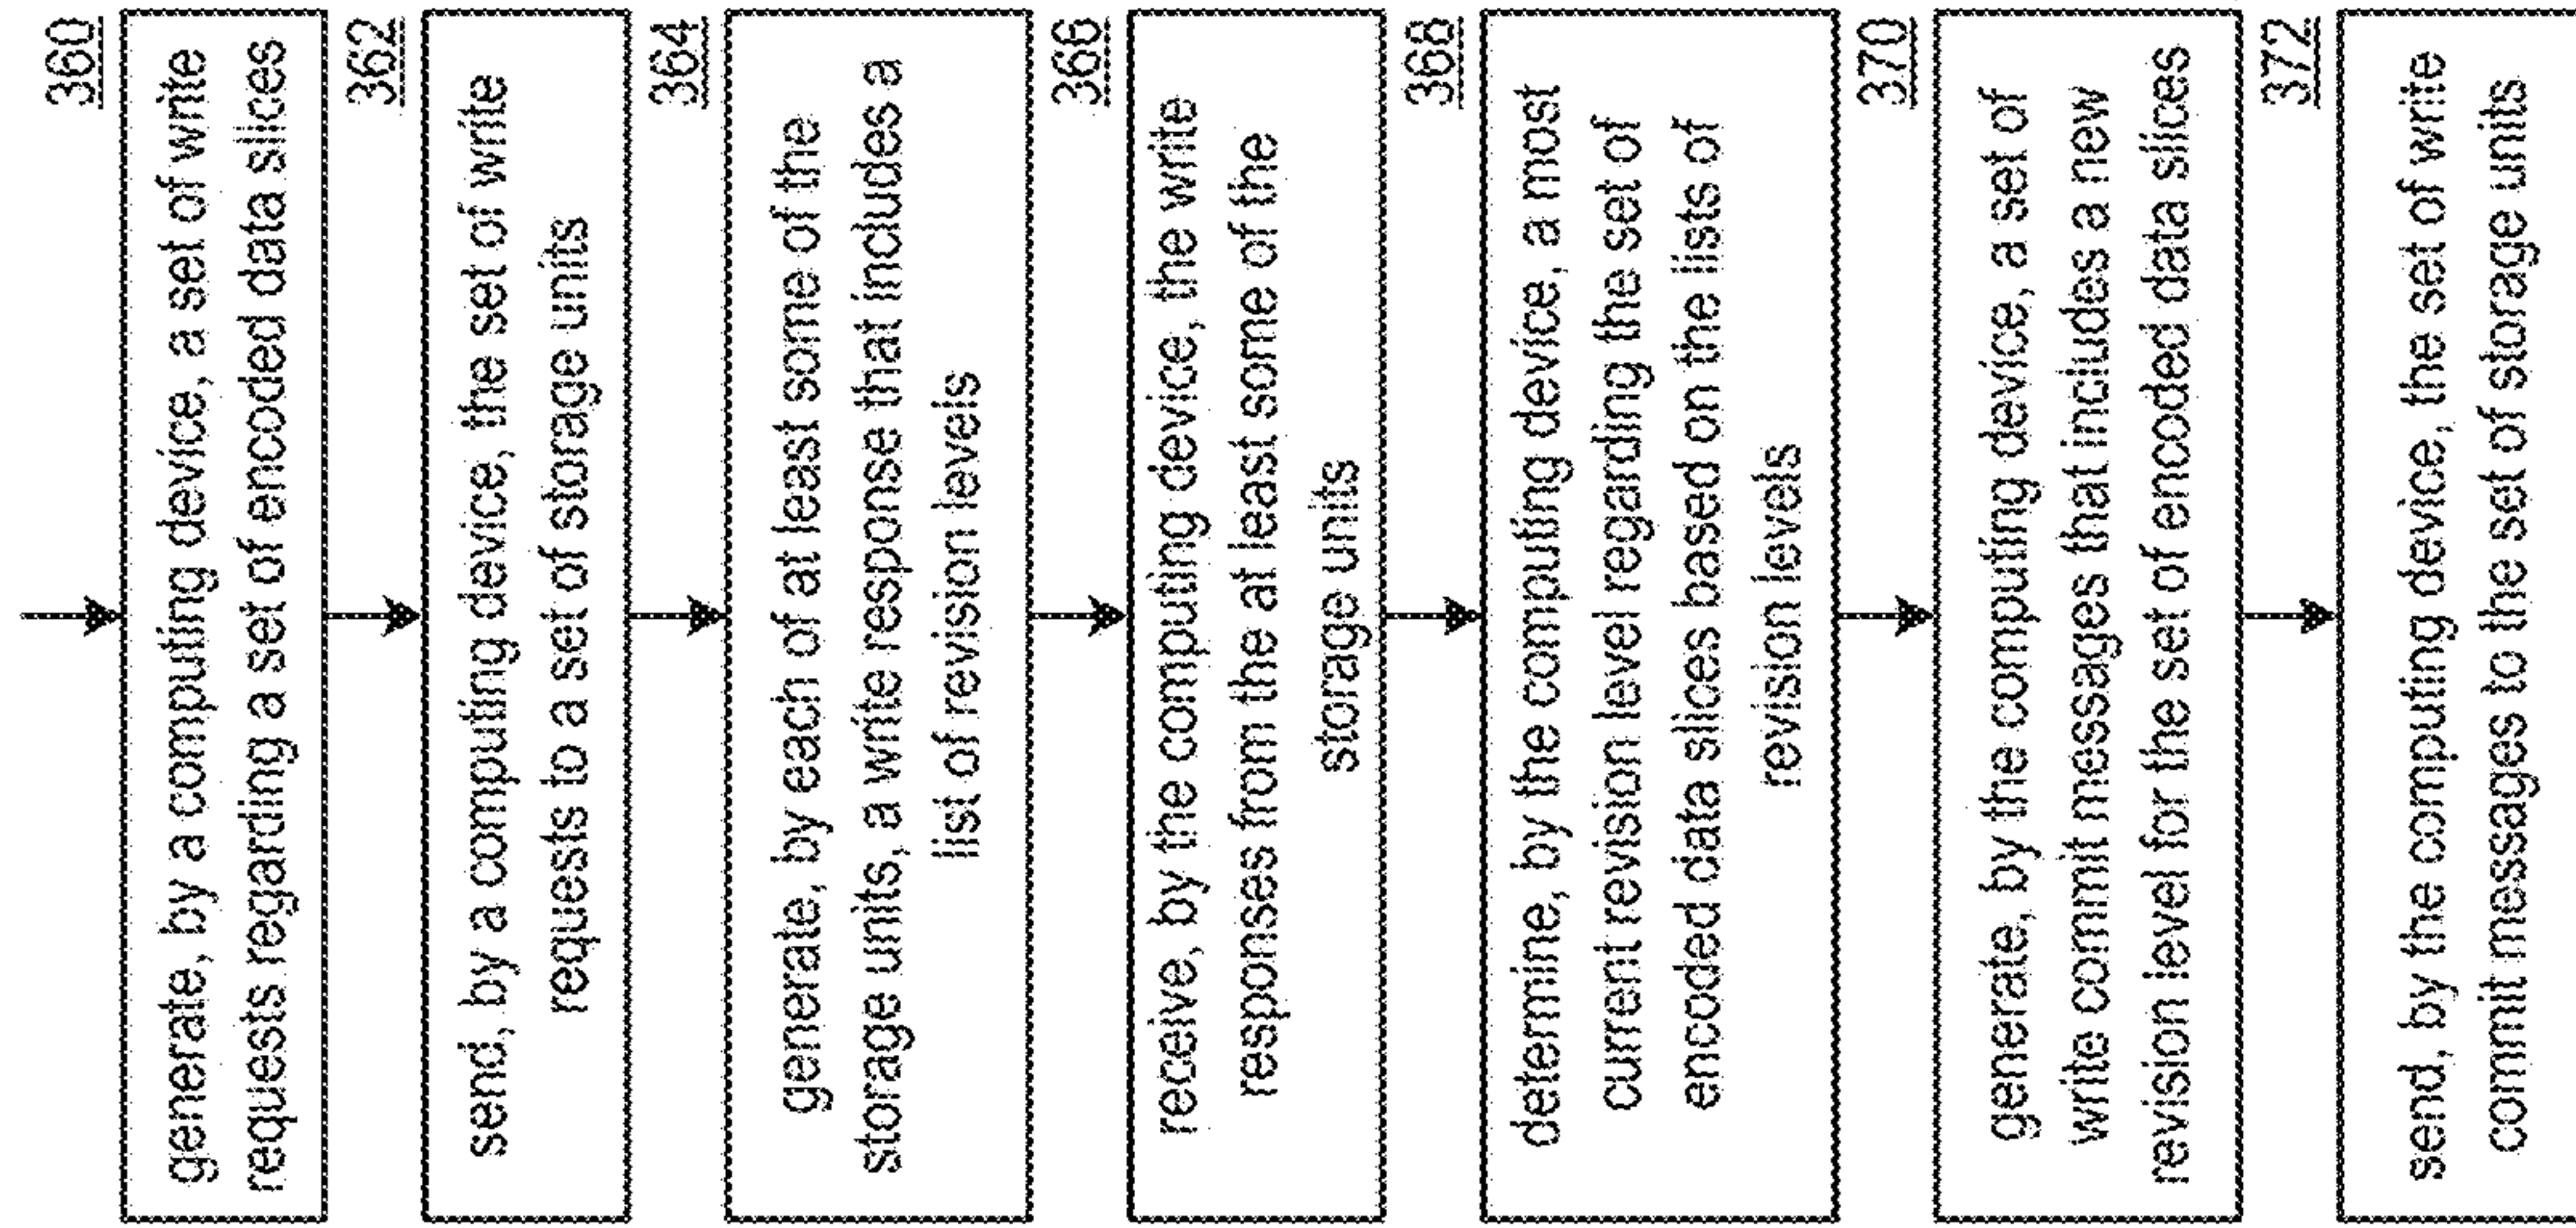 360
generate, by a computing device, a set of write
requests regarding a set of encoded data slices
362
send, by a computing device, the set of write
requests to a set of storage units
364
generate, by each of at least some of the
storage units, a write response that includes a
list of revision levels
366
receive, by the computing device, the write
responses from the at least some of the
storage units
368
determine, by the computing device, a most
current revision level regarding the set of
encoded data slices based on the lists of
revision levels
370
generate, by the computing device, a set of
write commit messages that includes a new
revision level for the set of encoded data slices
372
send, by the computing device, the set of write
commit messages to the set of storage units